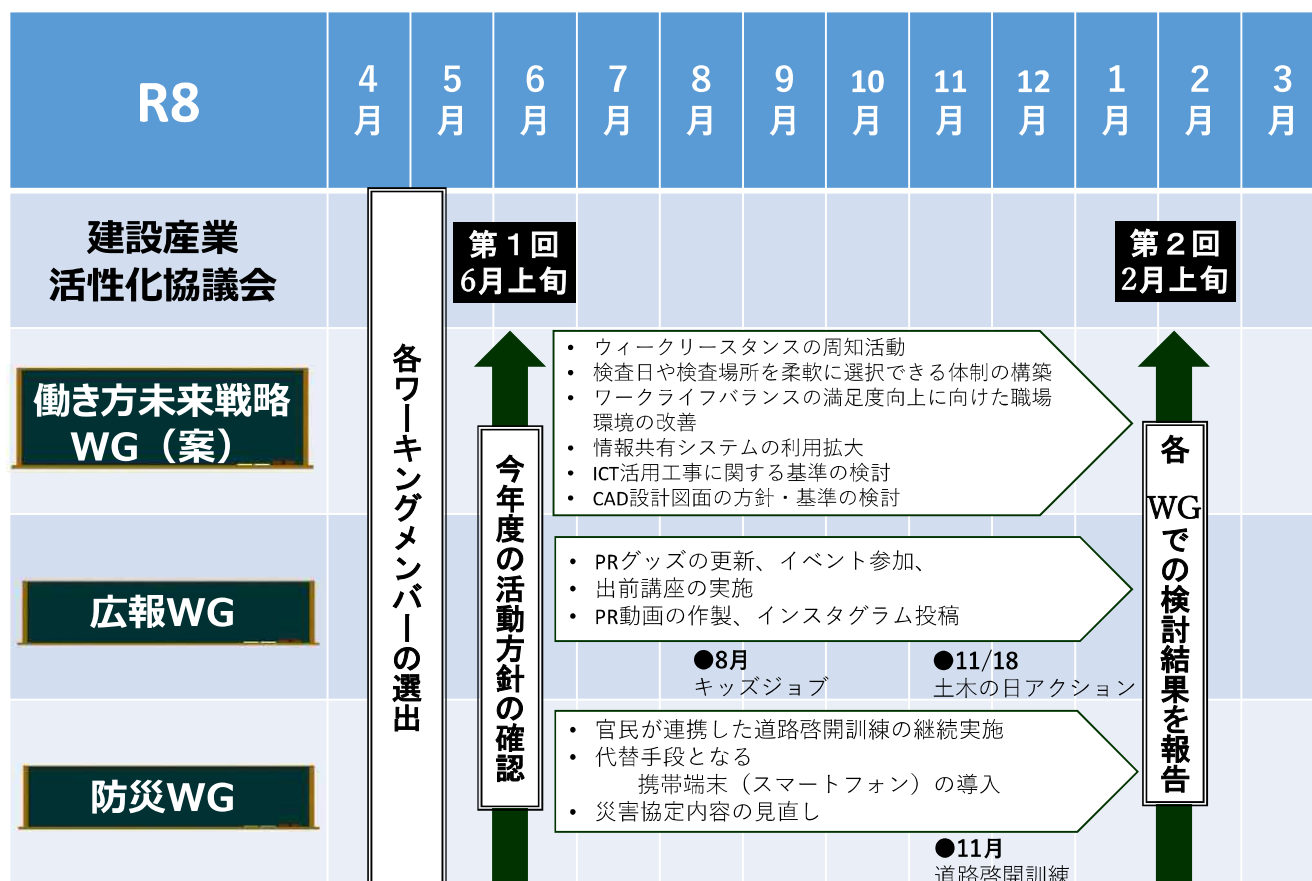 R8
4月
5月
6月
7月
8月
9月
10月
11月
12月
1月
2月
3月
建設産業
活性化協議会
第１回
6月上旬
第２回
2月上旬
各ワーキングメンバーの選出
働き方未来戦略
WG（案）
今年度の活動方針の確認
• ウィークリースタンスの周知活動
• 検査日や検査場所を柔軟に選択できる体制の構築
• ワークライフバランスの満足度向上に向けた職場
環境の改善
• 情報共有システムの利用拡大
• ICT活用工事に関する基準の検討
• CAD設計図面の方針・基準の検討
各 WGでの検討結果を報告
広報WG
• PRグッズの更新、イベント参加、
• 出前講座の実施
• PR動画の作製、インスタグラム投稿
●8月
キッズジョブ
●11/18
土木の日アクション
防災WG
• 官民が連携した道路啓開訓練の継続実施
• 代替手段となる
携帯端末（スマートフォン）の導入
• 災害協定内容の見直し
●11月
道路啓開訓練